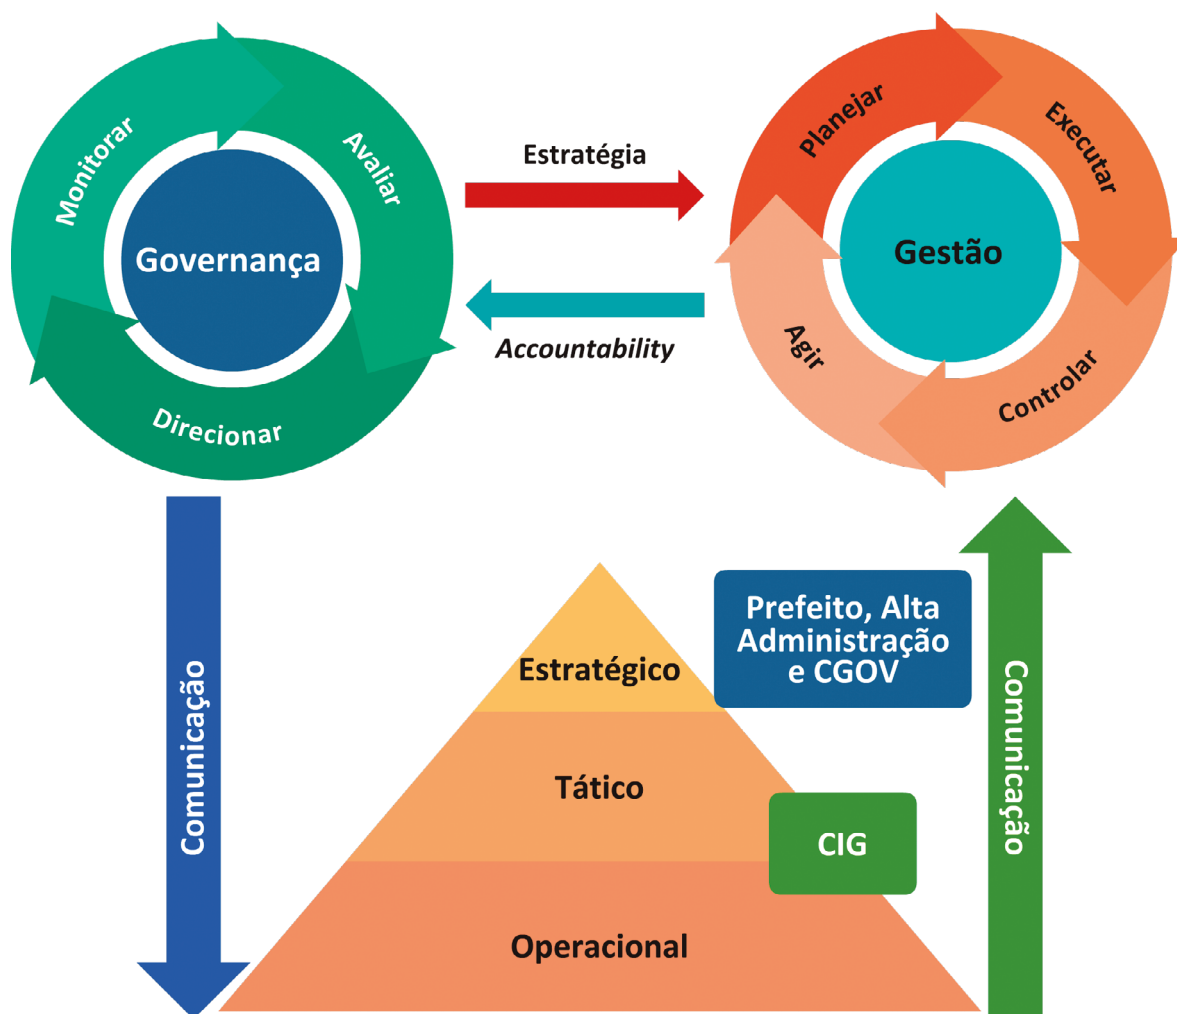 Monitorar
Avaliar
Direcionar
Governança
Estratégia
Accountability
Planejar
Executar
Controlar
Agir
Gestão
Comunicação
Estratégico
Tático
Operacional
Prefeito, Alta
Administração
e CGOV
CIG
Comunicação